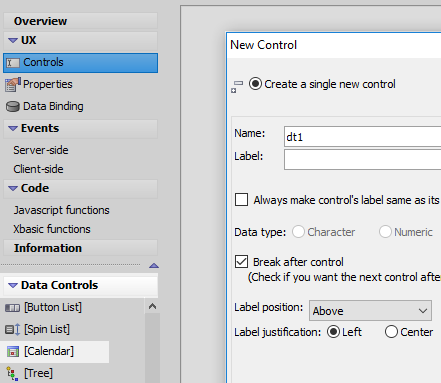 Overview
UX
Controls
Properties
Data Binding
Events
Server-side
Client-side
Code
Javascript functions
Xbasic functions
Information
Data Controls
[Button List]
[Spin List]
[Calendar]
[Tree]
New Control
Create a single new control
Name: dt1
Label:
Always make control's label same as its
Data type: Character Numeric
Break after control
(Check if you want the next control after
Label position: Above
Label justification: Left Center